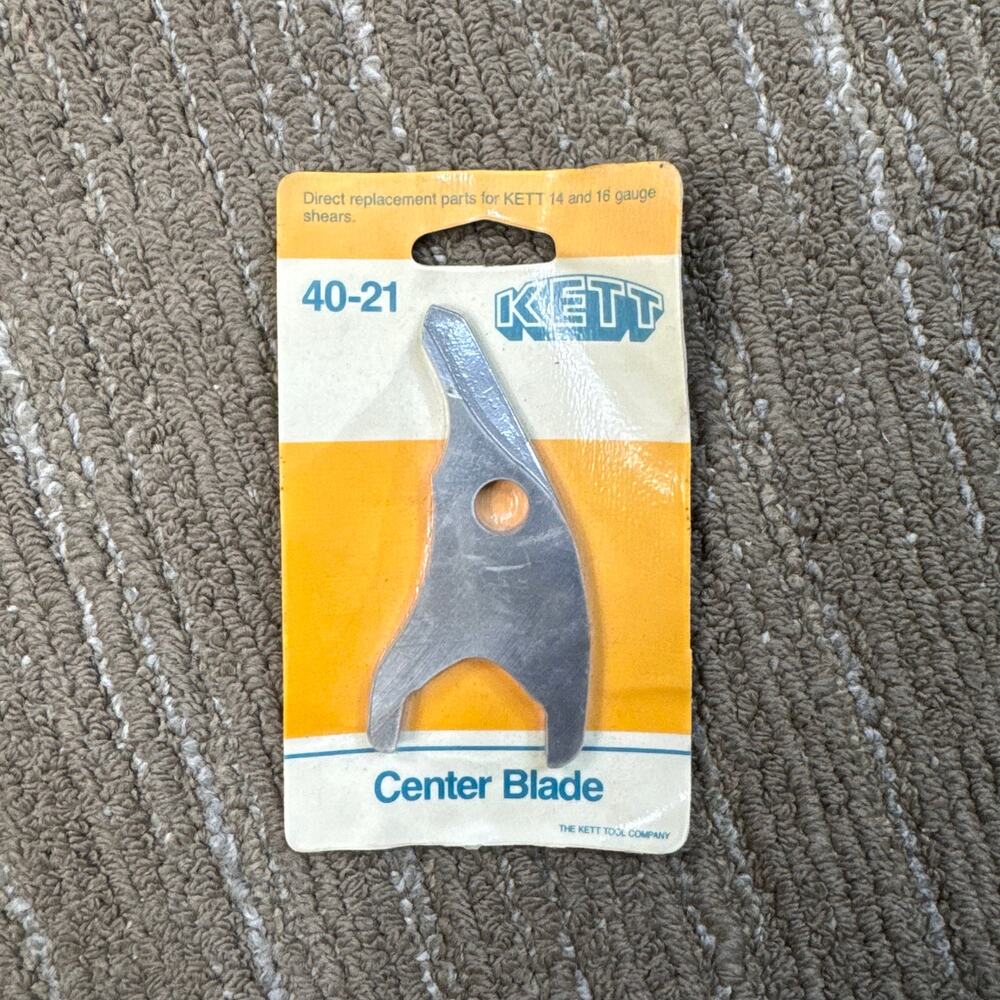 Direct replacement parts for KETT 14 and 16 gauge
shears.
40-21
KETT
Center Blade
THE KETT TOOL COMPANY